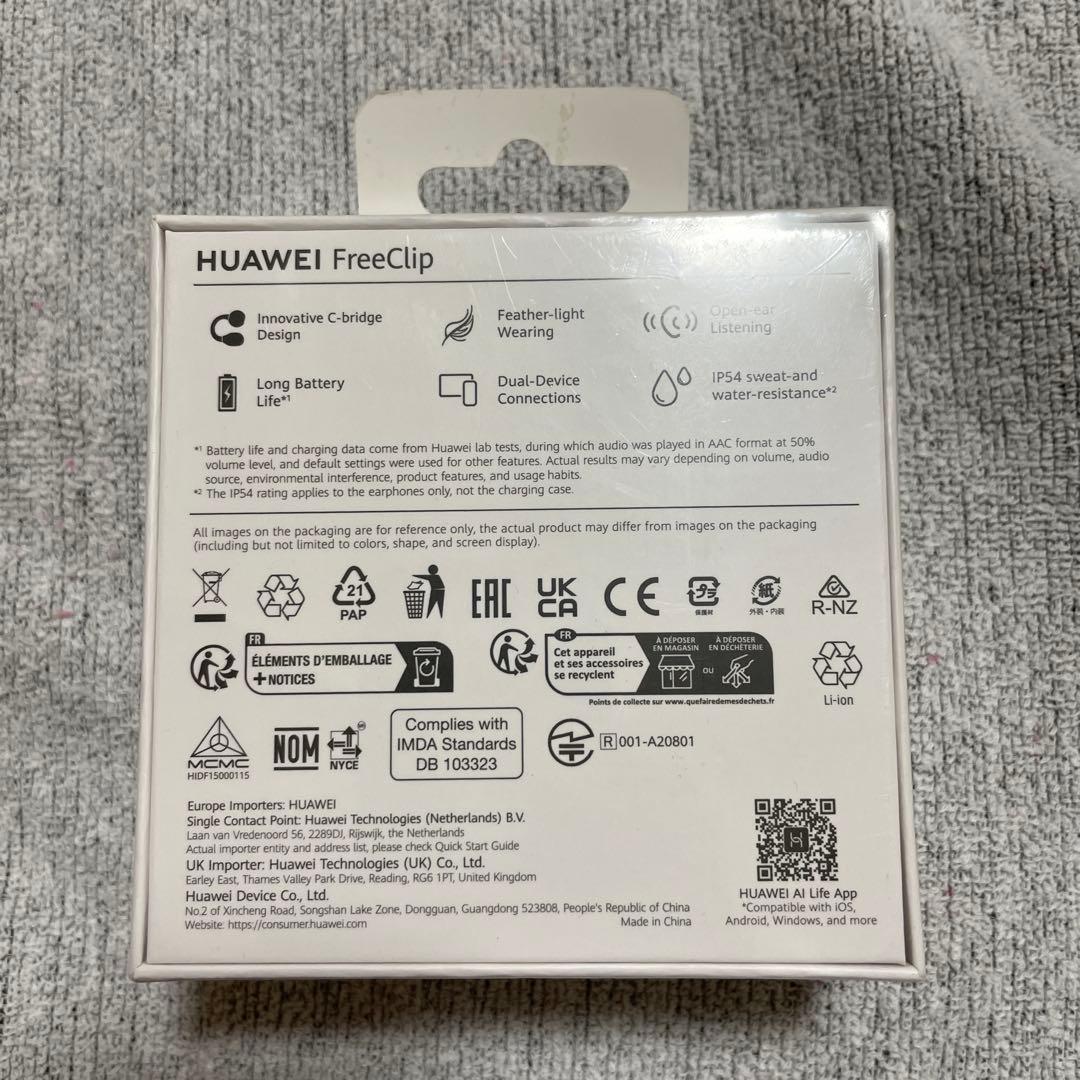 HUAWEI FreeClip
Innovative C-bridge
Design
Feather-light
Wearing
Open-ear
Listening
Long Battery
Life*1
Dual-Device
Connections
IP54 sweat-and
water-resistance*2
*1 Battery life and charging data come from Huawei lab tests, during which audio was played in AAC format at 50%
volume level, and default settings were used for other features. Actual results may vary depending on volume, audio
source, environmental interference, product features, and usage habits.
*2 The IP54 rating applies to the earphones only, not the charging case.
All images on the packaging are for reference only, the actual product may differ from images on the packaging
(including but not limited to colors, shape, and screen display).
21
PAP
EAC
UK
CA
CE
プラ
保護材
紙
外装・内装
R-NZ
FR
ÉLÉMENTS D'EMBALLAGE
+ NOTICES
FR
Cet appareil
et ses accessoires
se recyclent
À DÉPOSER
EN MAGASIN
OU
À DÉPOSER
EN DÉCHÈTERIE
Points de collecte sur www.quefairedemesdechets.fr
Li-ion
MCMC
HIDF15000115
NOM
NYCE
Complies with
IMDA Standards
DB 103323
R 001-A20801
Europe Importers: HUAWEI
Single Contact Point: Huawei Technologies (Netherlands) B.V.
Laan van Vredenoord 56, 2289DJ, Rijswijk, the Netherlands
Actual importer entity and address list, please check Quick Start Guide
UK Importer: Huawei Technologies (UK) Co., Ltd.
Earley East, Thames Valley Park Drive, Reading, RG6 1PT, United Kingdom
Huawei Device Co., Ltd.
No.2 of Xincheng Road, Songshan Lake Zone, Dongguan, Guangdong 523808, People's Republic of China
Website: https://consumer.huawei.com
Made in China
HUAWEI AI Life App
*Compatible with iOS,
Android, Windows, and more